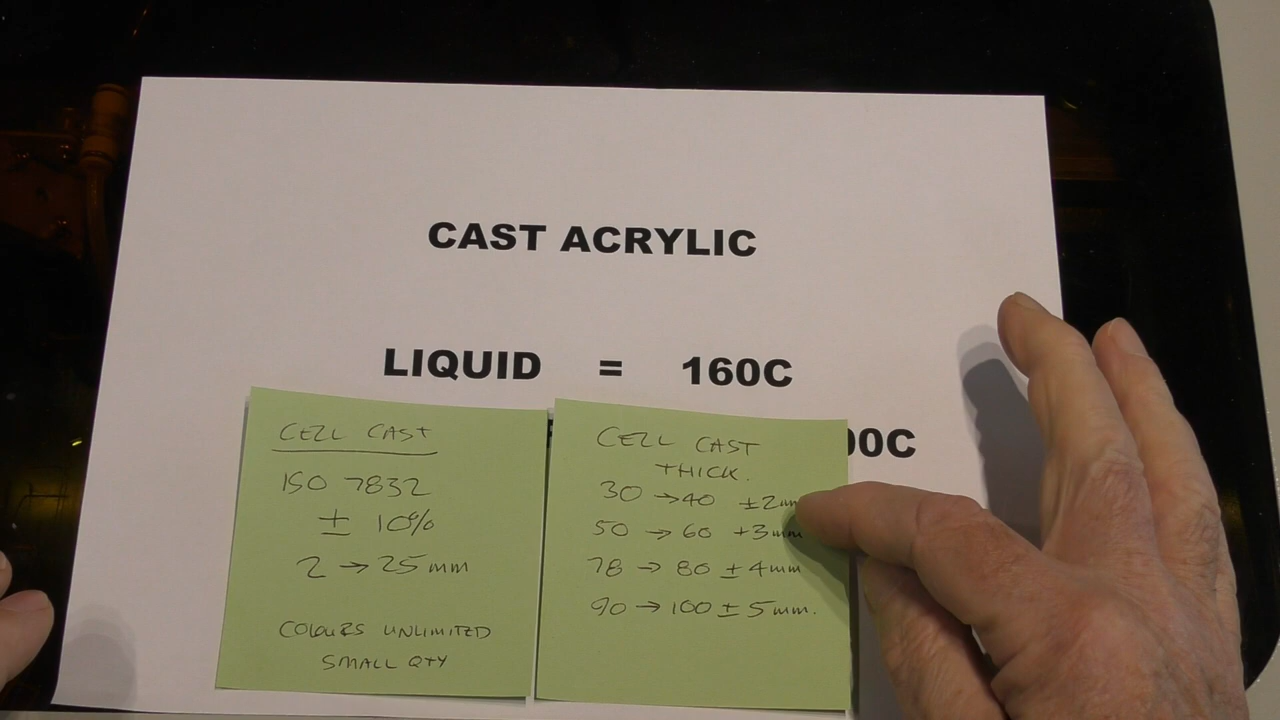 CAST ACRYLIC
LIQUID = 160C
00C
CELL CAST
ISO 7832
± 10%
2 → 25 mm
COLOURS UNLIMITED
SMALL QTY
CELL CAST
THICK.
30 → 40 ±2mm
50 → 60 +3mm
78 → 80 ± 4mm
90 → 100 ± 5mm.